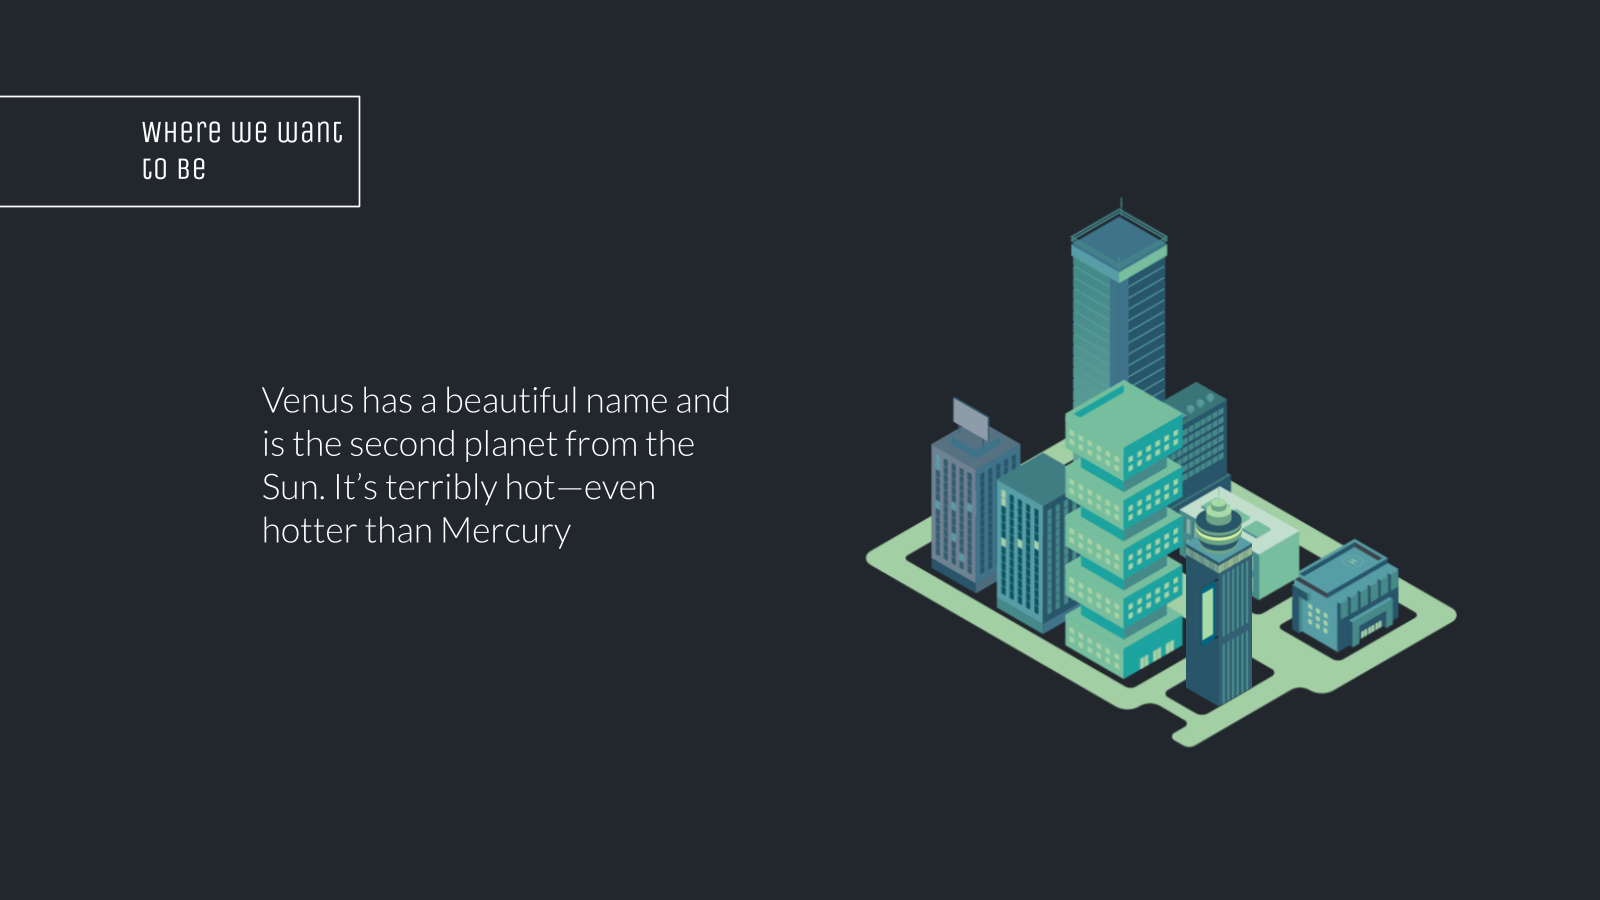 where we want
to be
Venus has a beautiful name and
is the second planet from the
Sun. It’s terribly hot—even
hotter than Mercury